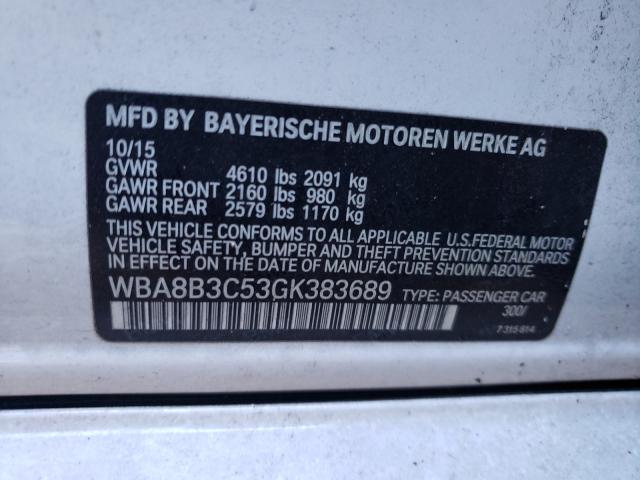 MFD BY BAYERISCHE MOTOREN WERKE AG
10/15
GVWR 4610 lbs 2091 kg
GAWR FRONT 2160 lbs 980 kg
GAWR REAR 2579 lbs 1170 kg
THIS VEHICLE CONFORMS TO ALL APPLICABLE U.S.FEDERAL MOTOR
VEHICLE SAFETY, BUMPER AND THEFT PREVENTION STANDARDS
IN EFFECT ON THE DATE OF MANUFACTURE SHOWN ABOVE.
WBA8B3C53GK383689 TYPE: PASSENGER CAR
300/
7315814